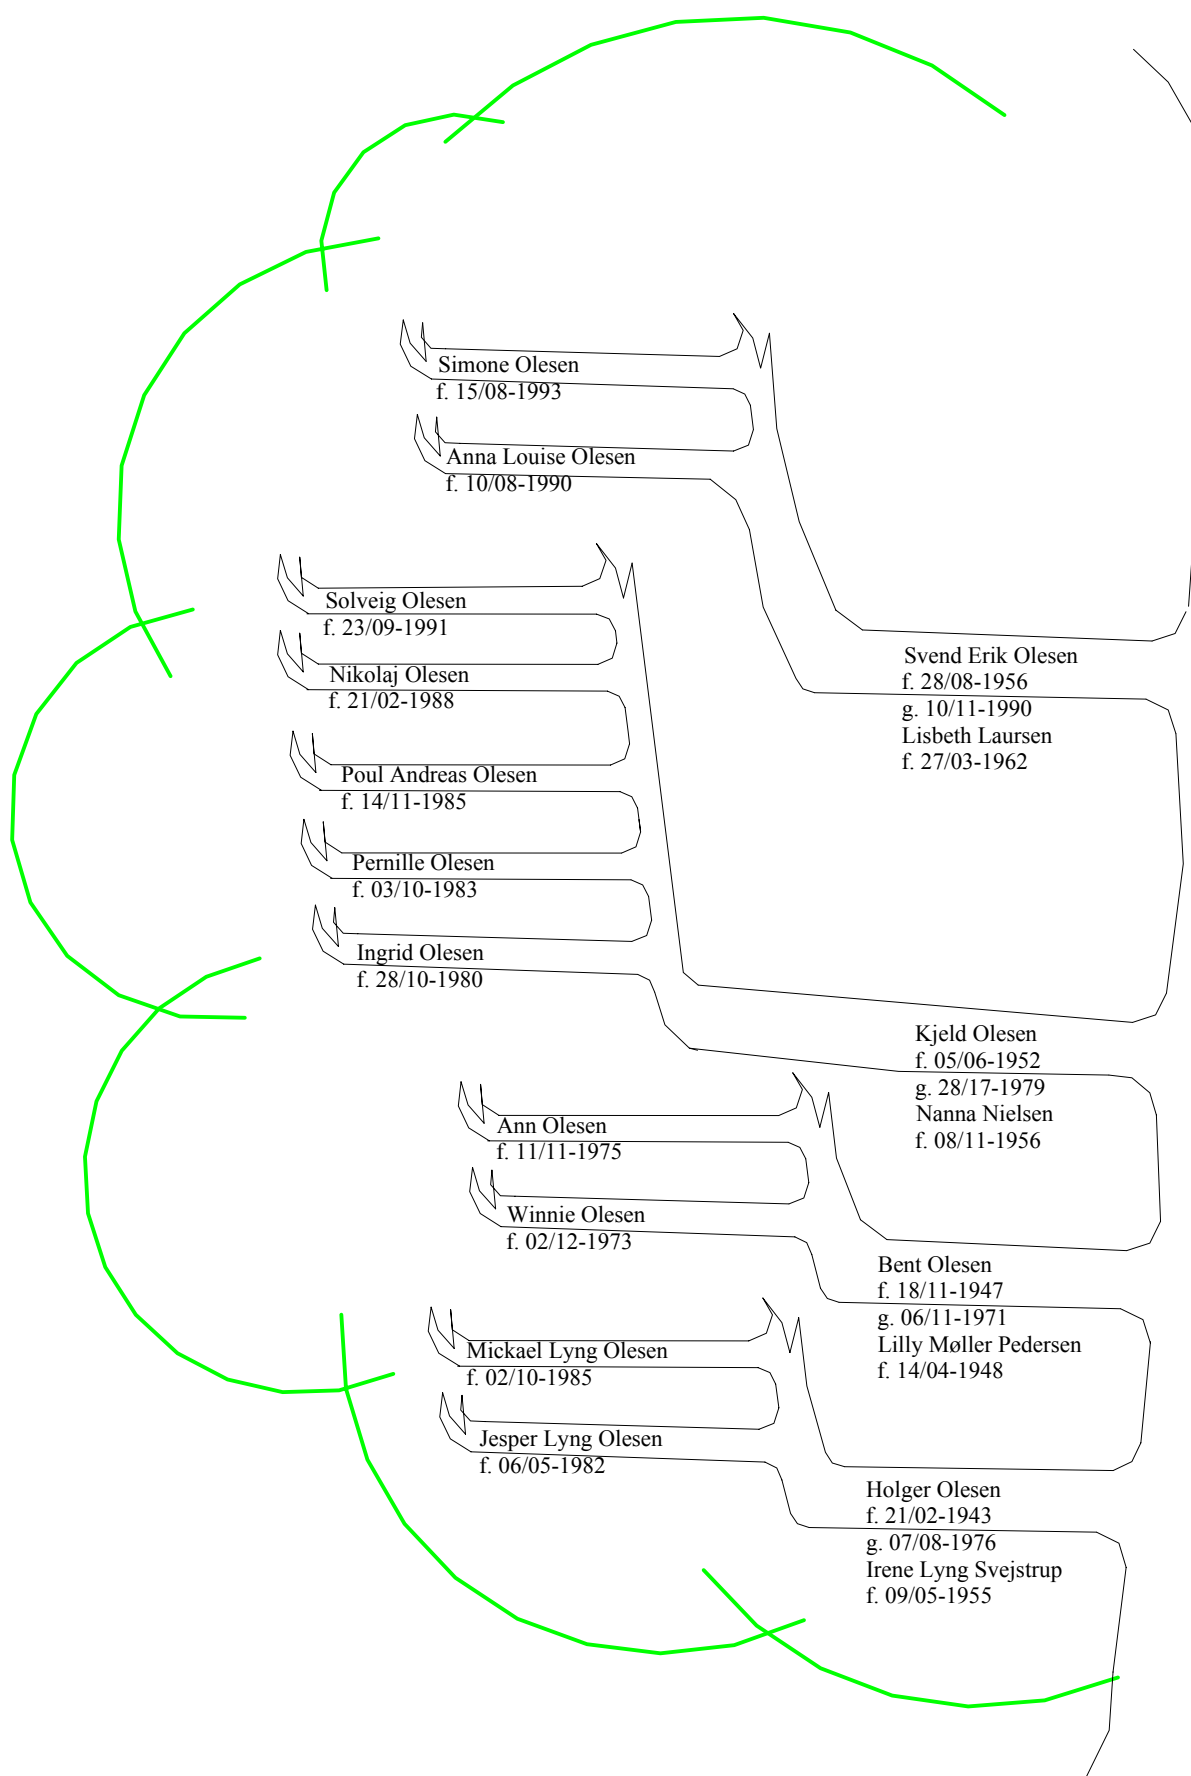 Simone Olesen
f. 15/08-1993
Anna Louise Olesen
f. 10/08-1990
Solveig Olesen
f. 23/09-1991
Nikolaj Olesen
f. 21/02-1988
Poul Andreas Olesen
f. 14/11-1985
Pernille Olesen
f. 03/10-1983
Ingrid Olesen
f. 28/10-1980
Svend Erik Olesen
f. 28/08-1956
g. 10/11-1990
Lisbeth Laursen
f. 27/03-1962
Kjeld Olesen
f. 05/06-1952
g. 28/17-1979
Nanna Nielsen
f. 08/11-1956
Ann Olesen
f. 11/11-1975
Winnie Olesen
f. 02/12-1973
Bent Olesen
f. 18/11-1947
g. 06/11-1971
Lilly Møller Pedersen
f. 14/04-1948
Mickael Lyng Olesen
f. 02/10-1985
Jesper Lyng Olesen
f. 06/05-1982
Holger Olesen
f. 21/02-1943
g. 07/08-1976
Irene Lyng Svejstrup
f. 09/05-1955